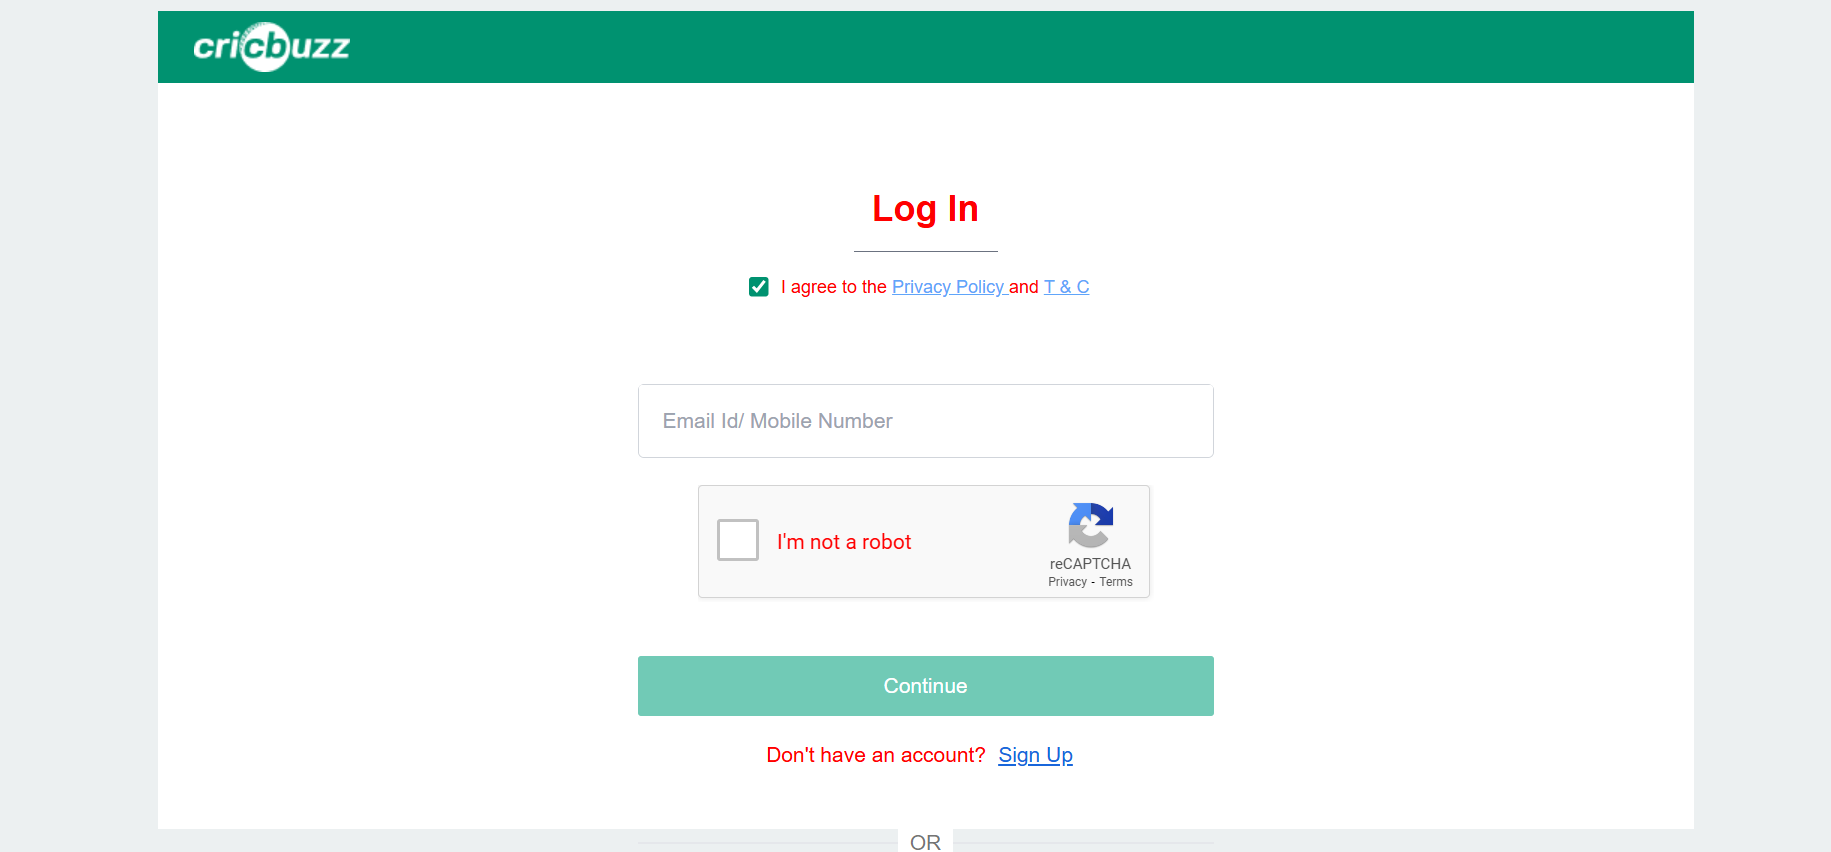 cricbuzz
Log In
I agree to the Privacy Policy and T & C
Email Id/ Mobile Number
I'm not a robot
reCAPTCHA
Privacy - Terms
Continue
Don't have an account? Sign Up
OR